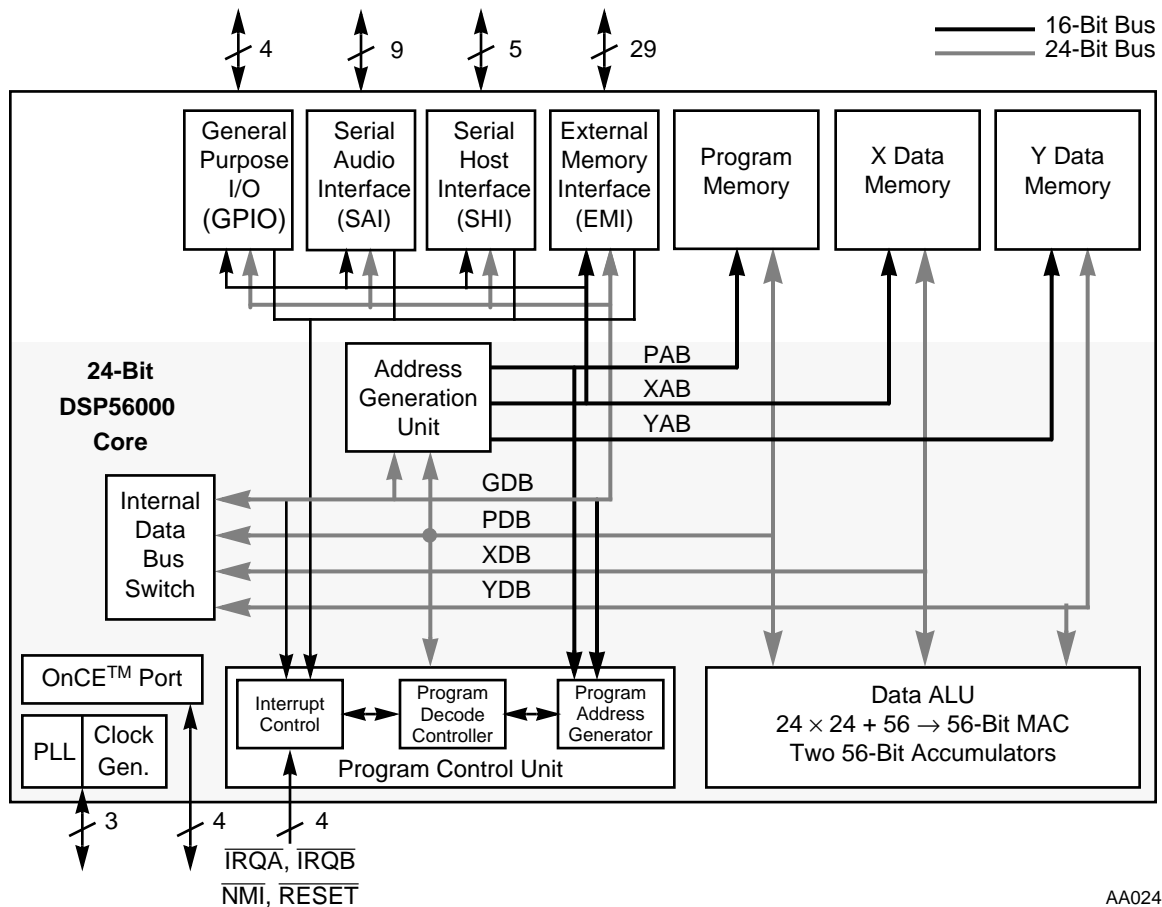 4
9
5
29
16-Bit Bus
24-Bit Bus
General
Purpose
I/O
(GPIO)
Serial
Audio
Interface
(SAI)
Serial
Host
Interface
(SHI)
External
Memory
Interface
(EMI)
Program
Memory
X Data
Memory
Y Data
Memory
24-Bit
DSP56000
Core
Address
Generation
Unit
PAB
XAB
YAB
Internal
Data
Bus
Switch
GDB
PDB
XDB
YDB
OnCE™ Port
PLL
Clock
Gen.
Interrupt
Control
Program
Decode
Controller
Program
Address
Generator
Program Control Unit
Data ALU
24 × 24 + 56 → 56-Bit MAC
Two 56-Bit Accumulators
3
4
4
IRQA, IRQB
NMI, RESET
AA024